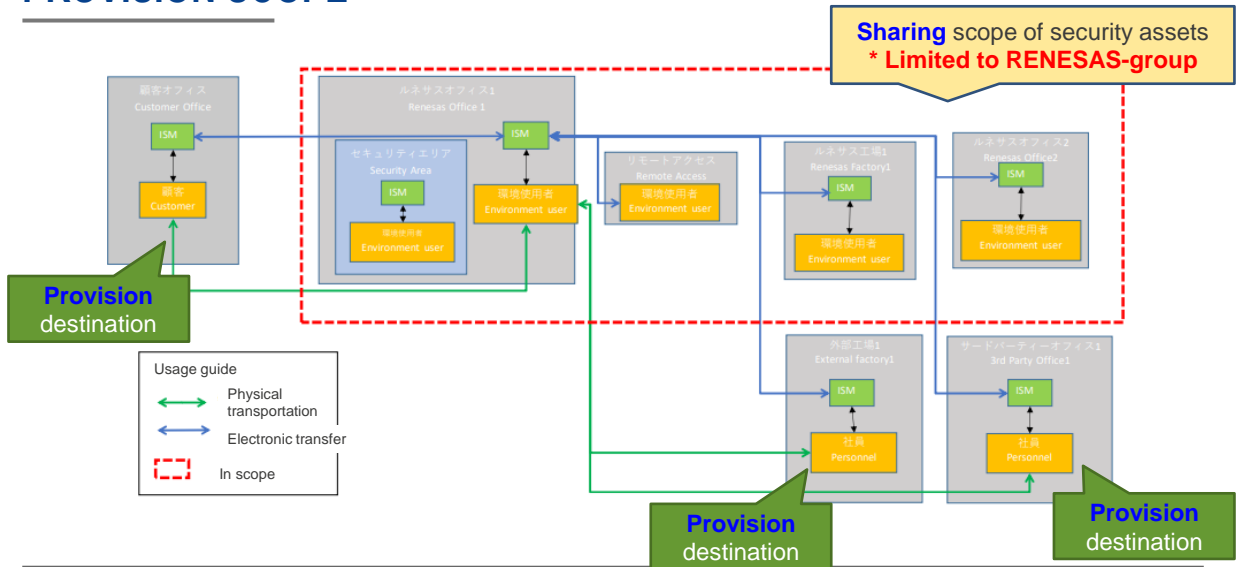 PROVISION SCOPE
Sharing scope of security assets
* Limited to RENESAS-group
顧客オフィス
Customer Office
ISM
顧客
Customer
ルネサスオフィス1
Renesas Office 1
ISM
セキュリティエリア
Security Area
ISM
環境使用者
Environment user
環境使用者
Environment user
リモートアクセス
Remote Access
環境使用者
Environment user
ルネサス工場1
Renesas Factory1
ISM
環境使用者
Environment user
ルネサスオフィス2
Renesas Office2
ISM
環境使用者
Environment user
Provision
destination
Usage guide
Physical
transportation
Electronic transfer
In scope
外部工場1
External factory1
ISM
社員
Personnel
サードパーティーオフィス1
3rd Party Office1
ISM
社員
Personnel
Provision
destination
Provision
destination